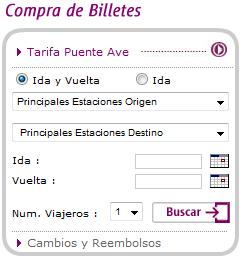 Compra de Billetes
Tarifa Puente Ave
Ida y Vuelta Ida
Principales Estaciones Origen
Principales Estaciones Destino
Ida :
Vuelta :
Num. Viajeros : 1 Buscar
Cambios y Reembolsos